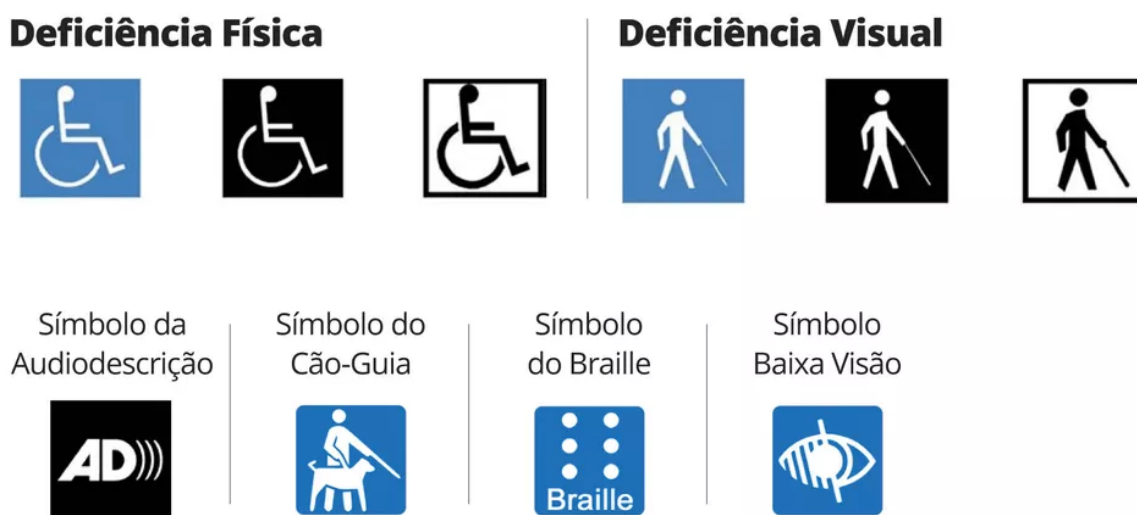 Deficiência Física
Deficiência Visual
Símbolo da
Audiodescrição
Símbolo do
Cão-Guia
Símbolo
do Braille
Símbolo
Baixa Visão
AD
Braille